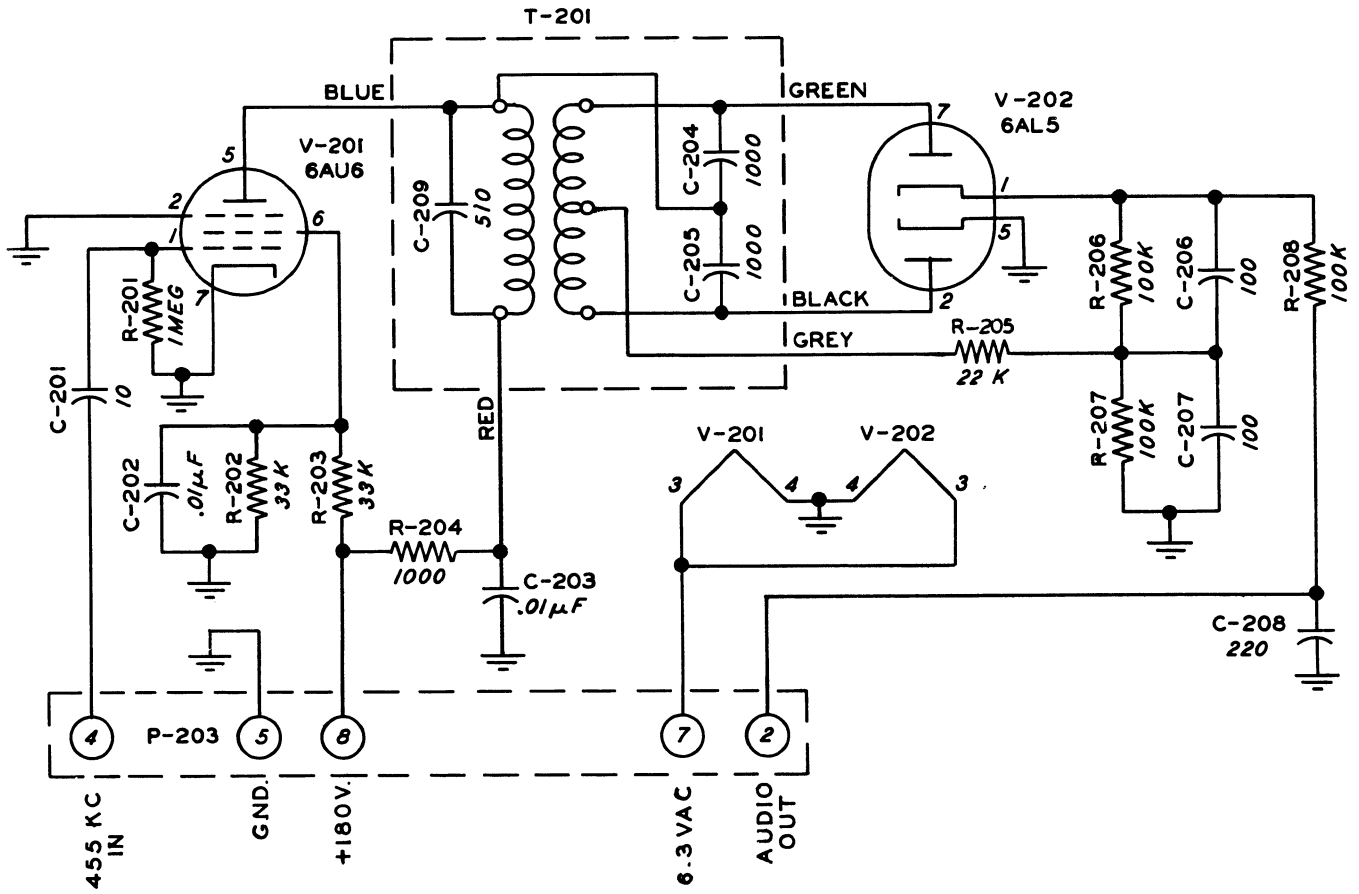 T-201
BLUE
GREEN
V-202
6AL5
7
V-201
6AU6
5
2
1
6
7
C-209
510
C-204
1000
C-205
1000
1
5
2
R-206
100K
C-206
100
R-208
100K
R-201
1MEG
BLACK
GREY
R-205
22 K
C-201
10
RED
R-207
100K
C-207
100
V-201
V-202
3
4
4
3
C-202
.01µF
R-202
33K
R-203
33K
R-204
1000
C-203
.01µF
C-208
220
4
P-203
5
8
7
2
455 KC
IN
GND.
+180V.
6.3VAC
AUDIO
OUT